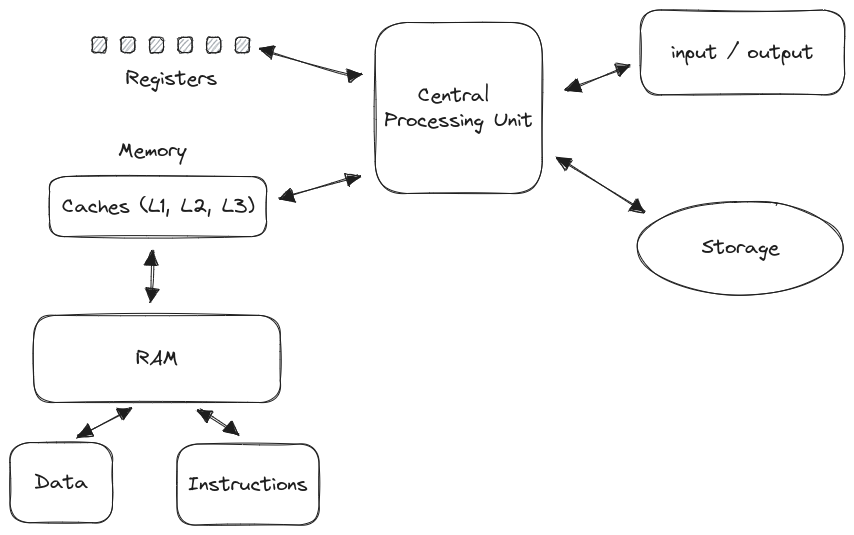 Registers
Central
Processing Unit
input / output
Memory
Caches (L1, L2, L3)
Storage
RAM
Data
Instructions